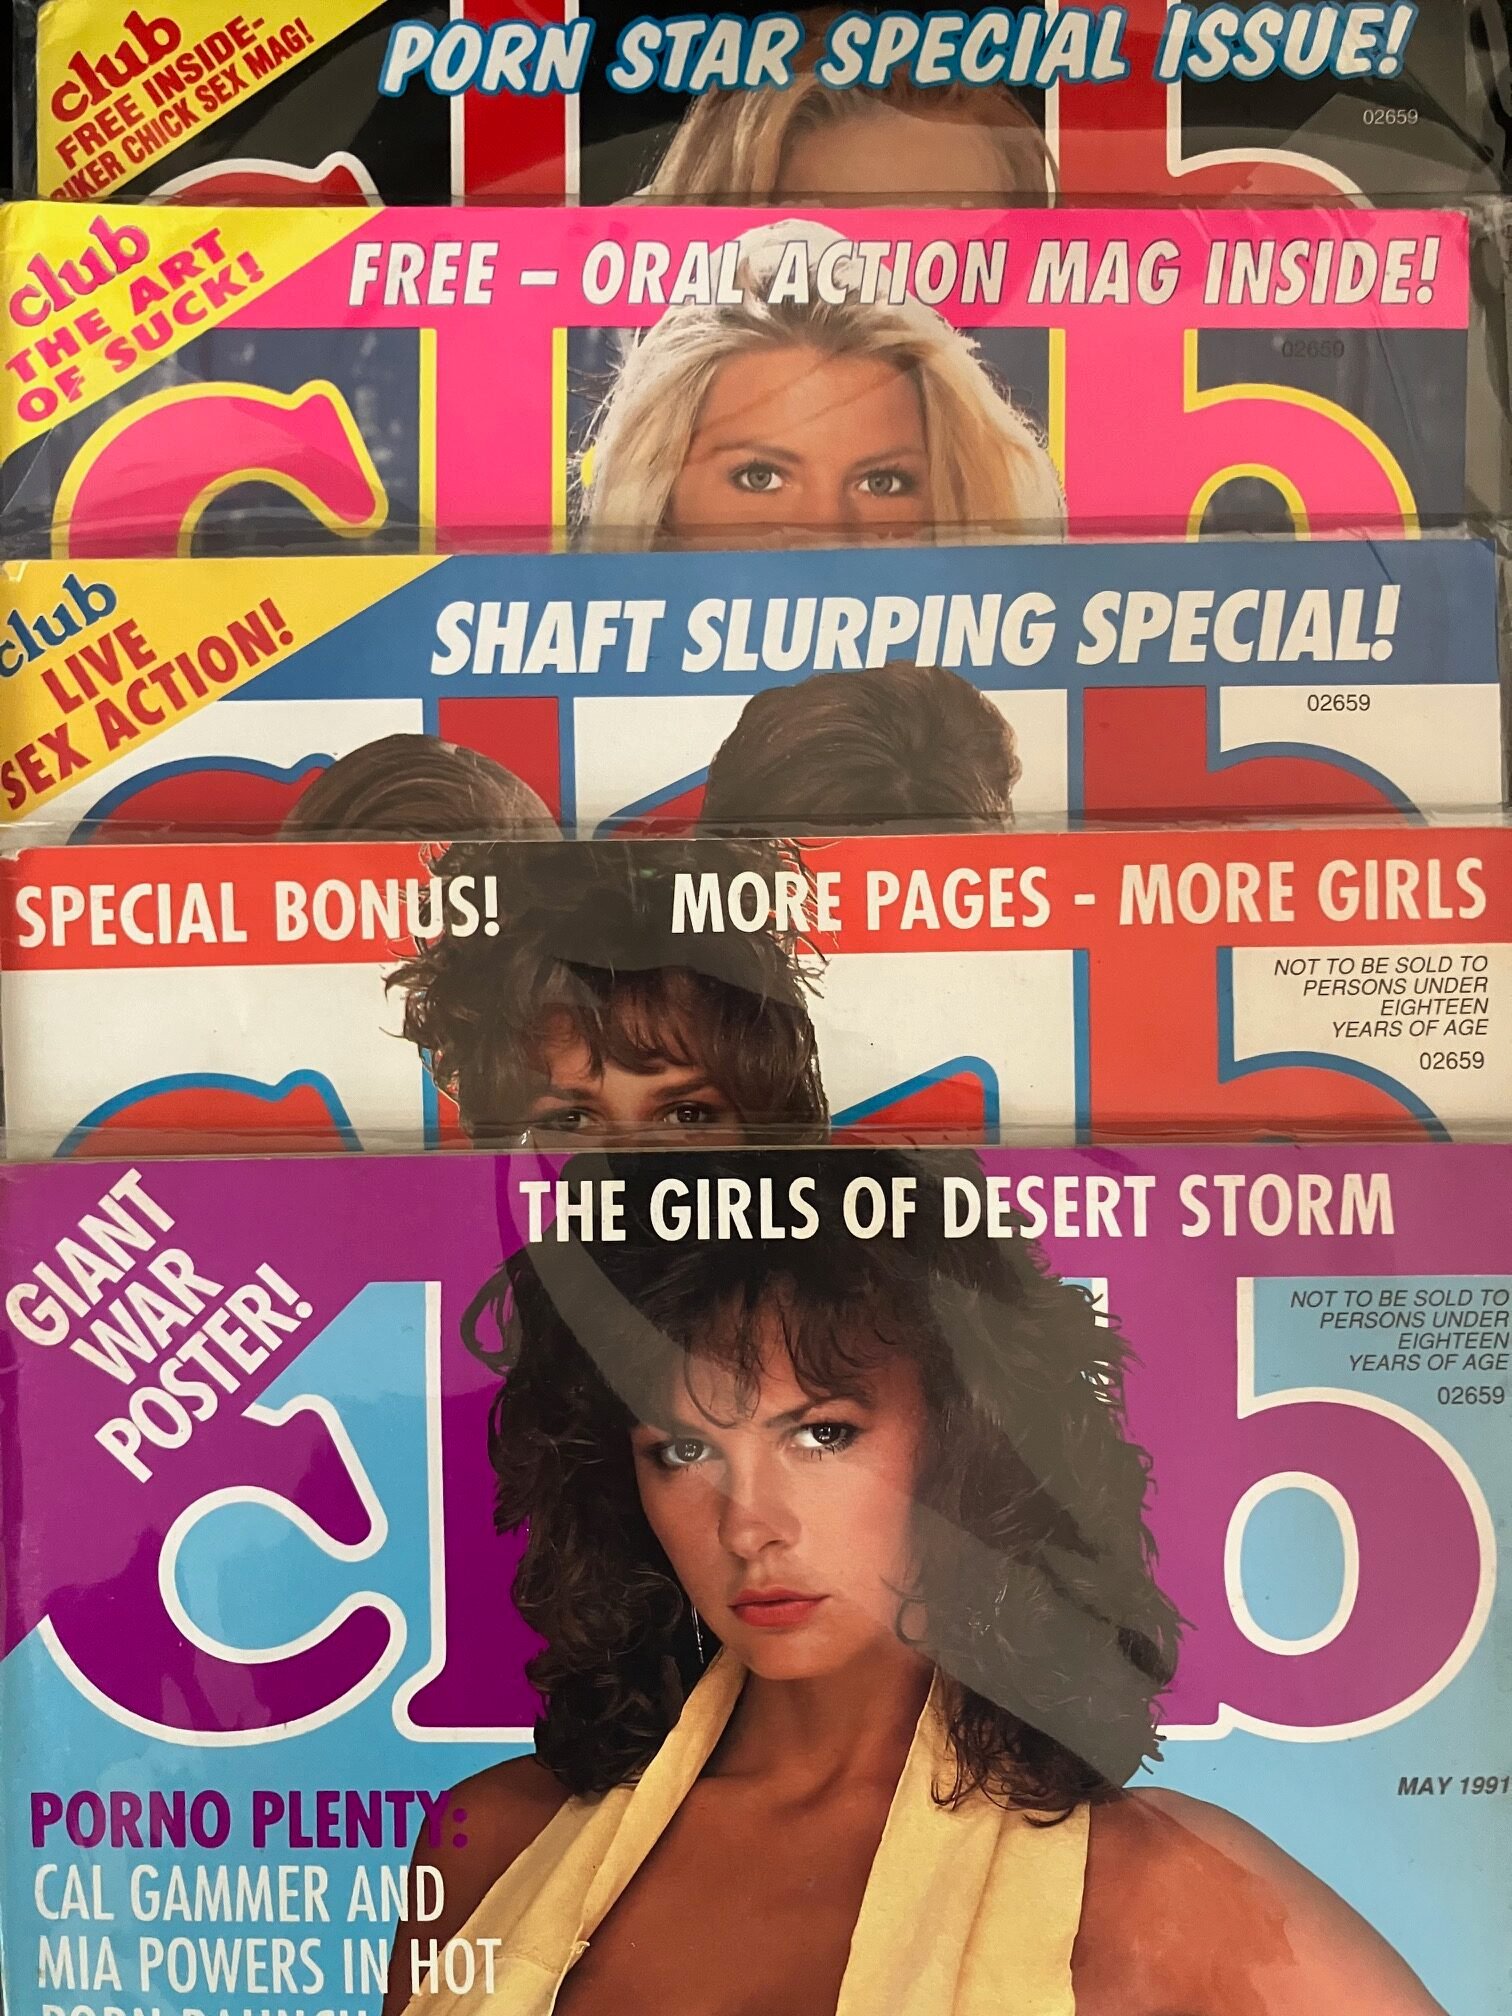 club
FREE INSIDE-
BIKER CHICK SEX MAG!
PORN STAR SPECIAL ISSUE!
02659
club
club
THE ART
OF SUCK!
FREE – ORAL ACTION MAG INSIDE!
02659
club
club
LIVE
SEX ACTION!
SHAFT SLURPING SPECIAL!
02659
club
SPECIAL BONUS! MORE PAGES - MORE GIRLS
NOT TO BE SOLD TO
PERSONS UNDER
EIGHTEEN
YEARS OF AGE
02659
club
GIANT
WAR
POSTER!
THE GIRLS OF DESERT STORM
NOT TO BE SOLD TO
PERSONS UNDER
EIGHTEEN
YEARS OF AGE
02659
club
MAY 1991
PORNO PLENTY:
CAL GAMMER AND
MIA POWERS IN HOT